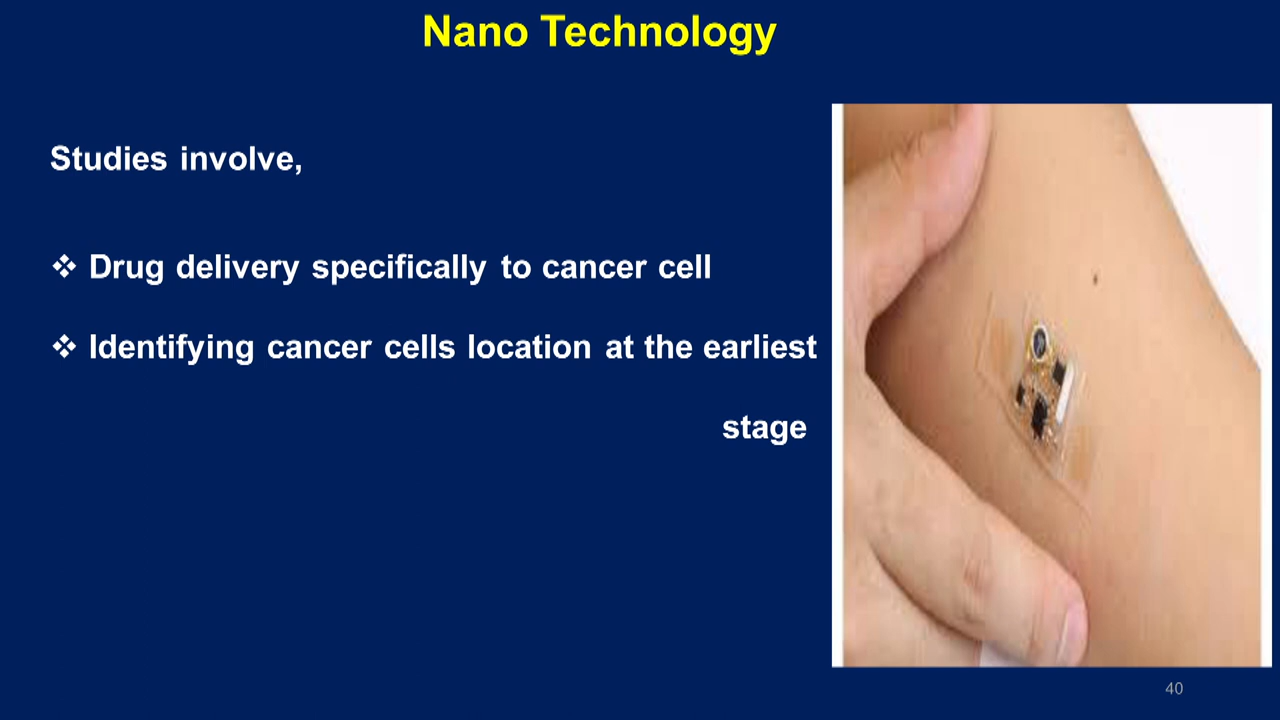 Nano Technology
Studies involve,
❖ Drug delivery specifically to cancer cell
❖ Identifying cancer cells location at the earliest
stage
40